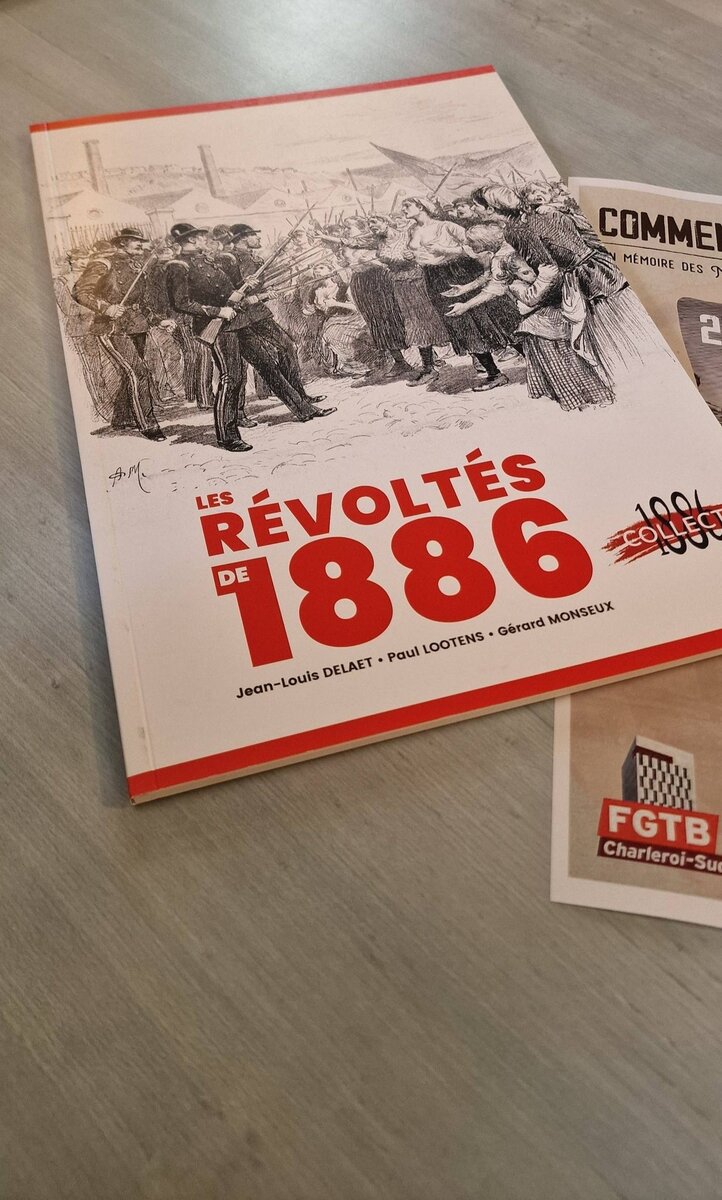 LES
RÉVOLTÉS
DE
1886
Jean-Louis DELAET • Paul LOOTENS • Gérard MONSEUX
COMME
MÉMOIRE DES
2
1886
COLLECT
FGTB
Charleroi-Sud